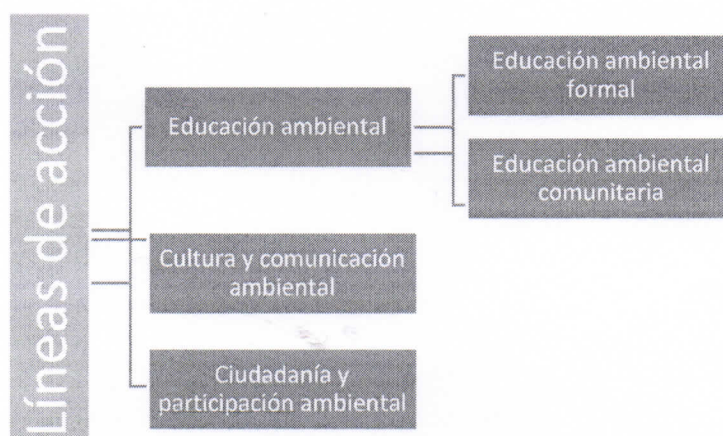 Líneas de acción
Educación ambiental
Educación ambiental
formal
Educación ambiental
comunitaria
Cultura y comunicación
ambiental
Ciudadanía y
participación ambiental